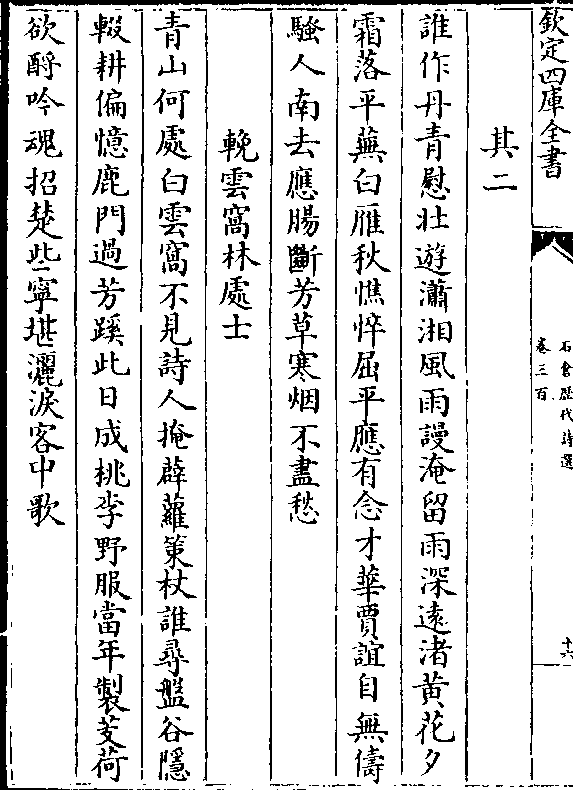 欽定四庫全書
石倉歷代詩選
卷三百
十六
其二
誰作丹青慰壯遊瀟湘風雨謾淹留雨深遠渚黃花夕
霜落平蕪白雁秋憔悴屈平應有念才華賈誼自無儔
騷人南去應腸斷芳草寒烟不盡愁
輓雲窩林處士
青山何處白雲窩不見詩人掩薜蘿策杖誰尋盤谷隱
輟耕偏憶鹿門過芳蹊此日成桃李野服當年製芰荷
欲酹吟魂招楚些寧堪灑淚客中歌